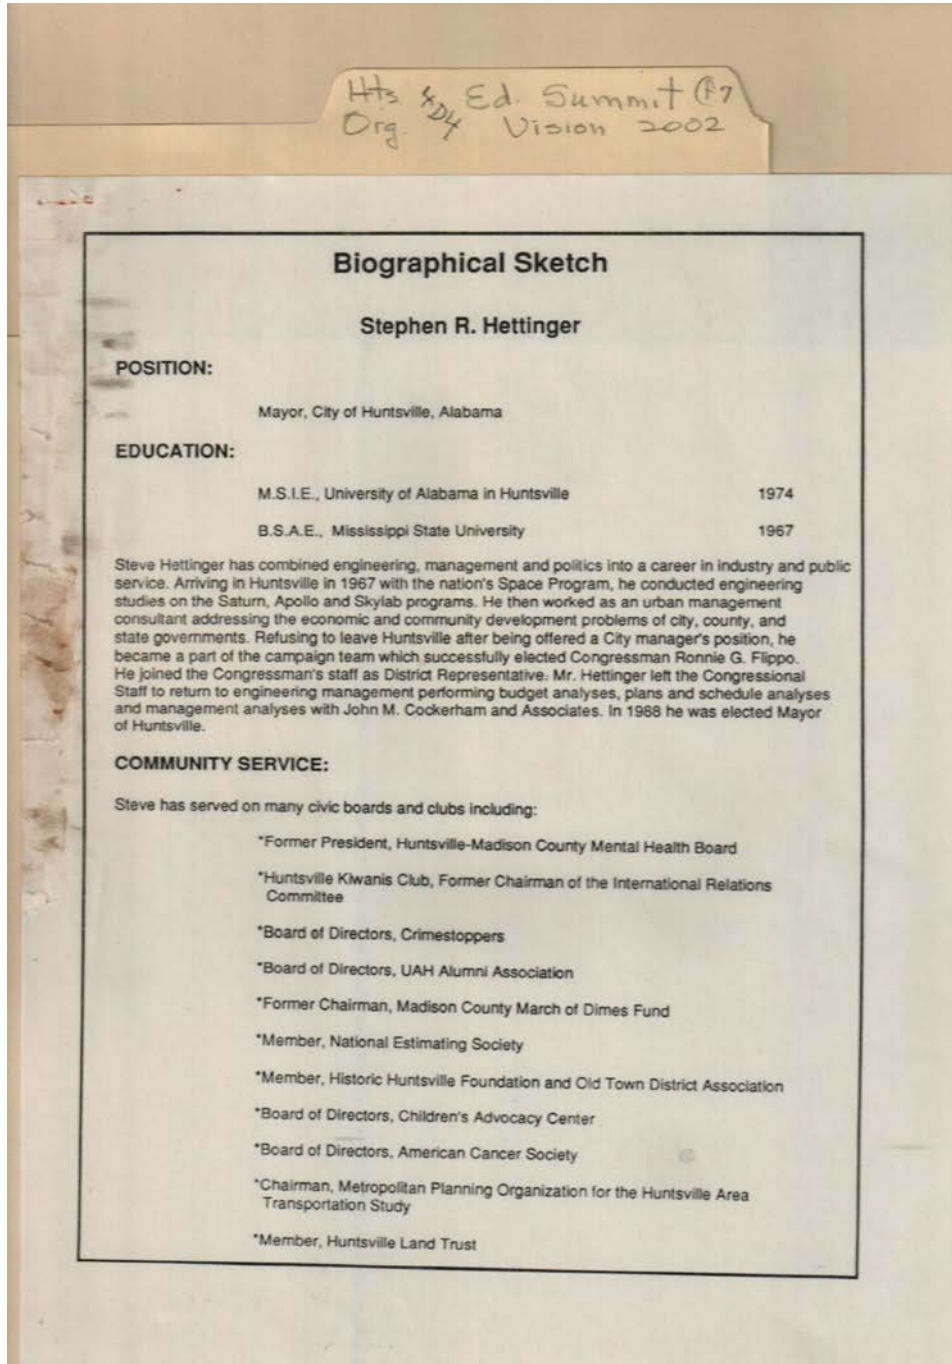 Hts & Ed. Summit F7
Org. D4 Vision 2002
Biographical Sketch
Stephen R. Hettinger
POSITION:
Mayor, City of Huntsville, Alabama
EDUCATION:
M.S.I.E., University of Alabama in Huntsville 1974
B.S.A.E., Mississippi State University 1967
Steve Hettinger has combined engineering, management and politics into a career in industry and public
service. Arriving in Huntsville in 1967 with the nation's Space Program, he conducted engineering
studies on the Saturn, Apollo and Skylab programs. He then worked as an urban management
consultant addressing the economic and community development problems of city, county, and
state governments. Refusing to leave Huntsville after being offered a City manager's position, he
became a part of the campaign team which successfully elected Congressman Ronnie G. Flippo.
He joined the Congressman's staff as District Representative. Mr. Hettinger left the Congressional
Staff to return to engineering management performing budget analyses, plans and schedule analyses
and management analyses with John M. Cockerham and Associates. In 1988 he was elected Mayor
of Huntsville.
COMMUNITY SERVICE:
Steve has served on many civic boards and clubs including:
*Former President, Huntsville-Madison County Mental Health Board
*Huntsville Kiwanis Club, Former Chairman of the International Relations
Committee
*Board of Directors, Crimestoppers
*Board of Directors, UAH Alumni Association
*Former Chairman, Madison County March of Dimes Fund
*Member, National Estimating Society
*Member, Historic Huntsville Foundation and Old Town District Association
*Board of Directors, Children's Advocacy Center
*Board of Directors, American Cancer Society
*Chairman, Metropolitan Planning Organization for the Huntsville Area
Transportation Study
*Member, Huntsville Land Trust